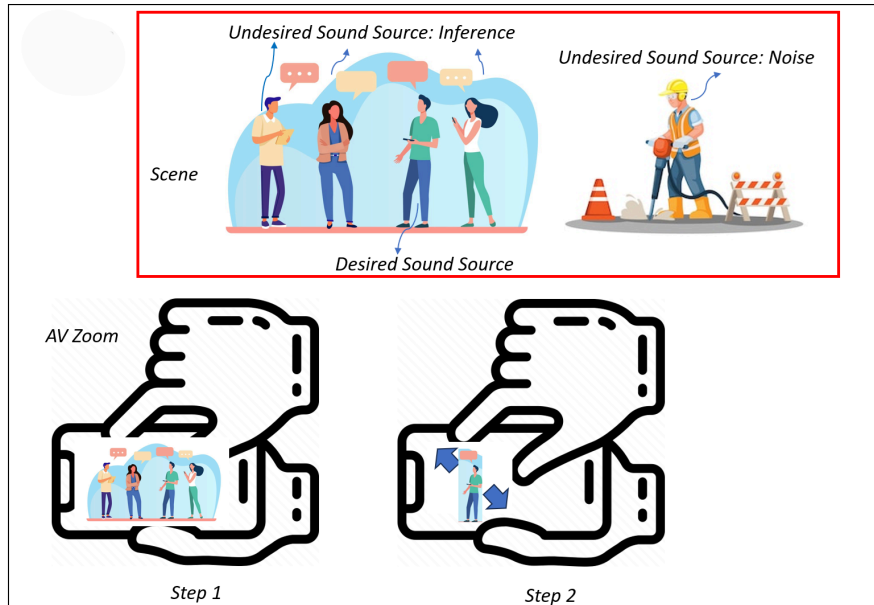 Undesired Sound Source: Inference
Undesired Sound Source: Noise
Scene
Desired Sound Source
AV Zoom
Step 1
Step 2